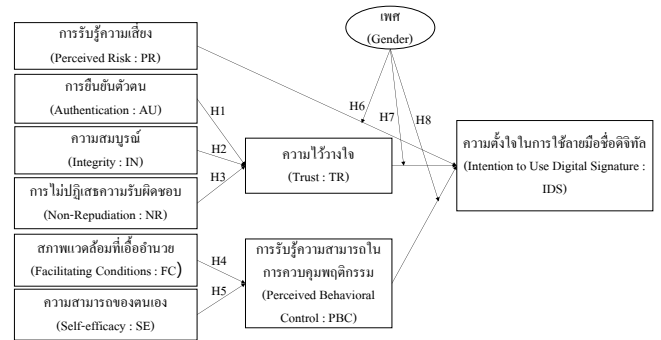 เพศ
(Gender)
การรับรู้ความเสี่ยง
(Perceived Risk : PR)
การยืนยันตัวตน
(Authentication : AU)
ความสมบูรณ์
(Integrity : IN)
การไม่ปฏิเสธความรับผิดชอบ
(Non-Repudiation : NR)
สภาพแวดล้อมที่เอื้ออำนวย
(Facilitating Conditions : FC)
ความสามารถของตนเอง
(Self-efficacy : SE)
H1
H2
H3
H4
H5
H6
H7
H8
ความไว้วางใจ
(Trust : TR)
การรับรู้ความสามารถใน
การควบคุมพฤติกรรม
(Perceived Behavioral
Control : PBC)
ความตั้งใจในการใช้ลายมือชื่อดิจิทัล
(Intention to Use Digital Signature :
IDS)